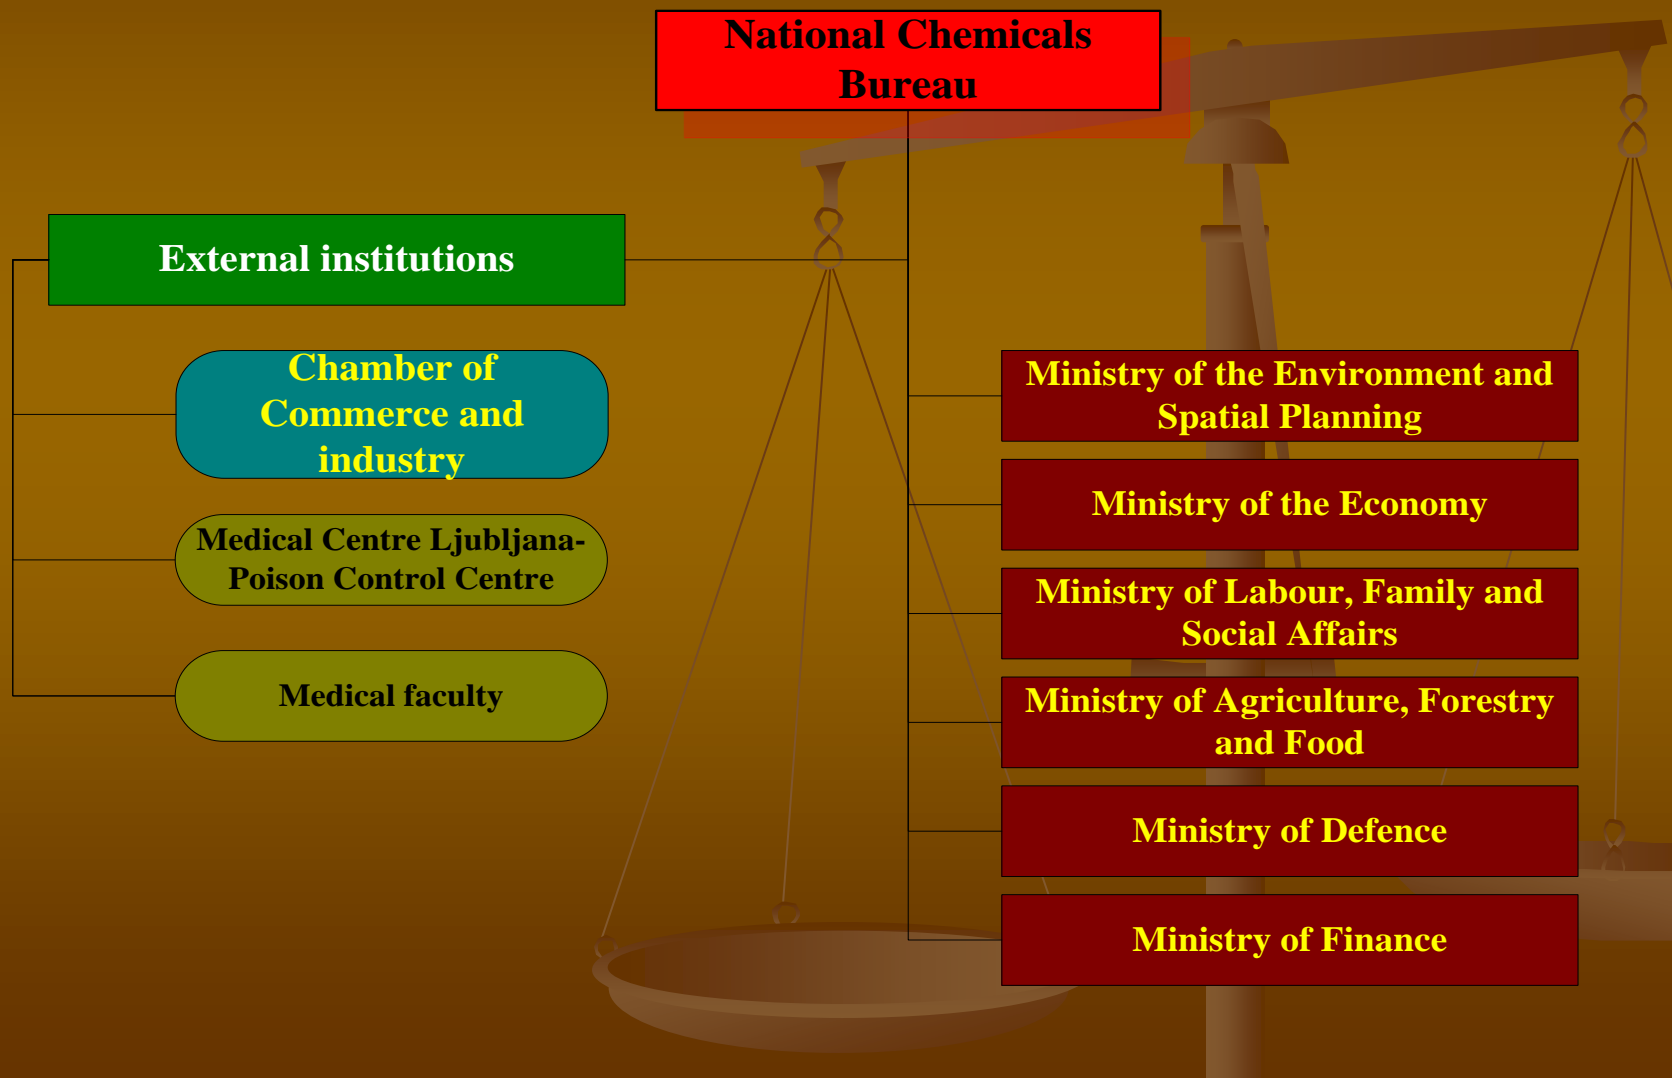 National Chemicals
Bureau
External institutions
Chamber of
Commerce and
industry
Medical Centre Ljubljana-
Poison Control Centre
Medical faculty
Ministry of the Environment and
Spatial Planning
Ministry of the Economy
Ministry of Labour, Family and
Social Affairs
Ministry of Agriculture, Forestry
and Food
Ministry of Defence
Ministry of Finance